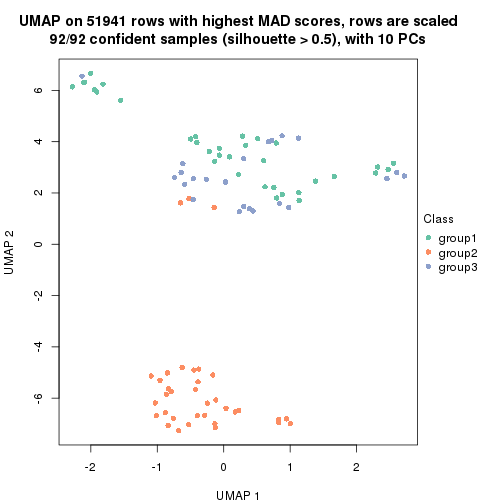 UMAP on 51941 rows with highest MAD scores, rows are scaled
92/92 confident samples (silhouette > 0.5), with 10 PCs
6
4
2
0
-2
-4
-6
UMAP 2
-2
-1
0
1
2
UMAP 1
Class
group1
group2
group3